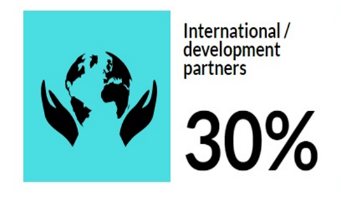 International /
development
partners
30%